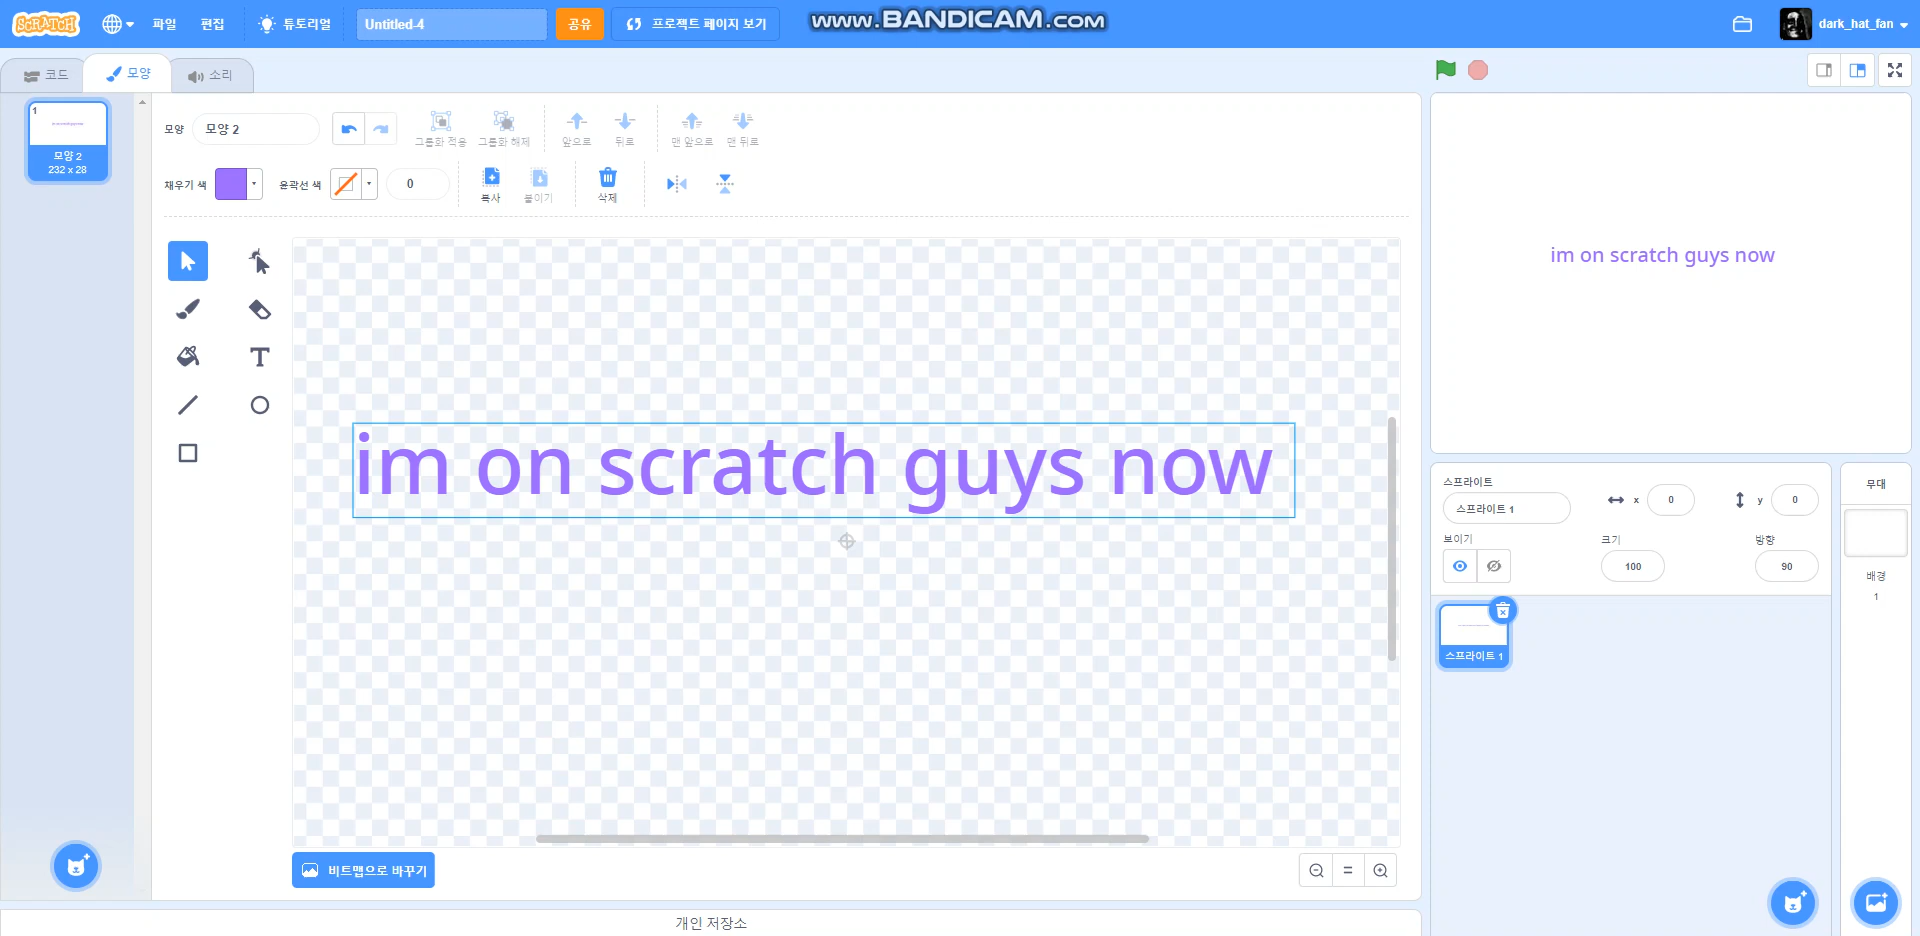 SCRATCH 파일 편집 튜토리얼 Untitled-4 공유 프로젝트 페이지 보기 www.BANDICAM.com dark_hat_fan
코드 모양 소리
1
모양 2
232 x 28
모양 모양 2 그룹화 적용 그룹화 해제 앞으로 뒤로 맨 앞으로 맨 뒤로
채우기 색 윤곽선 색 0 복사 붙이기 삭제
im on scratch guys now
비트맵으로 바꾸기
개인 저장소
im on scratch guys now
스프라이트
스프라이트 1 x 0 y 0
보이기 크기 방향
100 90
스프라이트 1
무대
배경
1